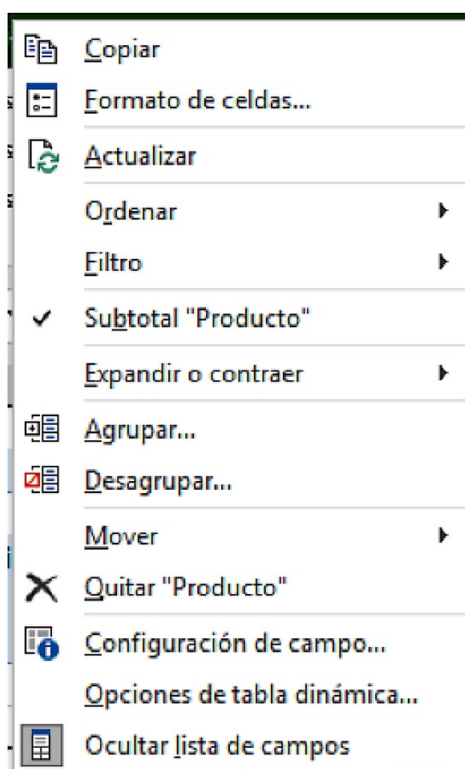 Copiar
Formato de celdas...
Actualizar
Ordenar
Filtro
Subtotal "Producto"
Expandir o contraer
Agrupar...
Desagrupar...
Mover
Quitar "Producto"
Configuración de campo...
Opciones de tabla dinámica...
Ocultar lista de campos